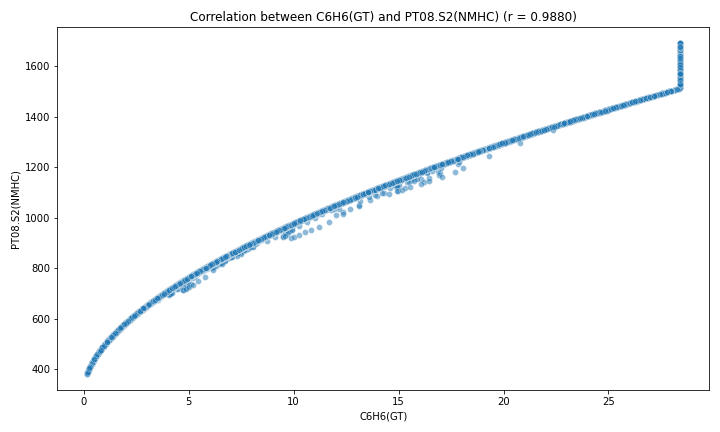 Correlation between C6H6(GT) and PT08.S2(NMHC) (r = 0.9880)
1600
1400
1200
1000
800
600
400
PT08.S2(NMHC)
0 5 10 15 20 25
C6H6(GT)